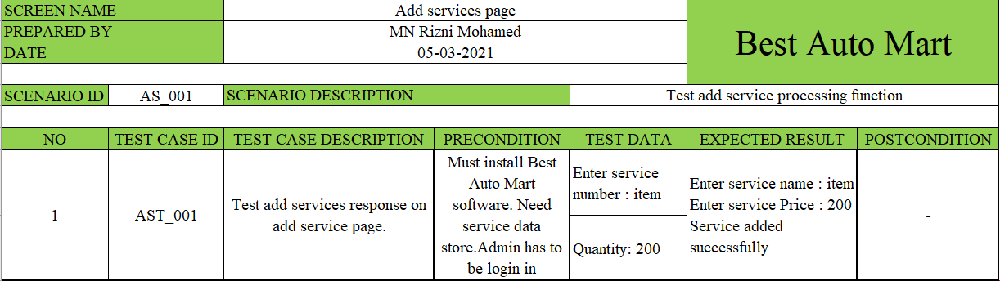 SCREEN NAME
Add services page
PREPARED BY
MN Rizni Mohamed
DATE
05-03-2021
Best Auto Mart
SCENARIO ID
AS_001
SCENARIO DESCRIPTION
Test add service processing function
NO
TEST CASE ID
TEST CASE DESCRIPTION
PRECONDITION
TEST DATA
EXPECTED RESULT
POSTCONDITION
1
AST_001
Test add services response on
add service page.
Must install Best
Auto Mart
software. Need
service data
store.Admin has to
be login in
Enter service
number : item
Quantity: 200
Enter service name : item
Enter service Price : 200
Service added
successfully
-